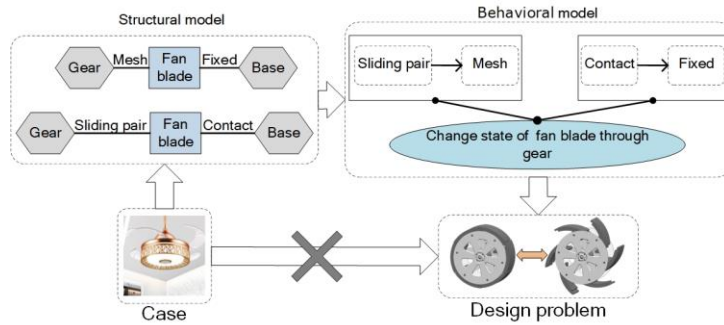 Structural model
Gear Mesh Fan blade Fixed Base
Gear Sliding pair Fan blade Contact Base
Behavioral model
Sliding pair Mesh
Contact Fixed
Change state of fan blade through
gear
Case
Design problem